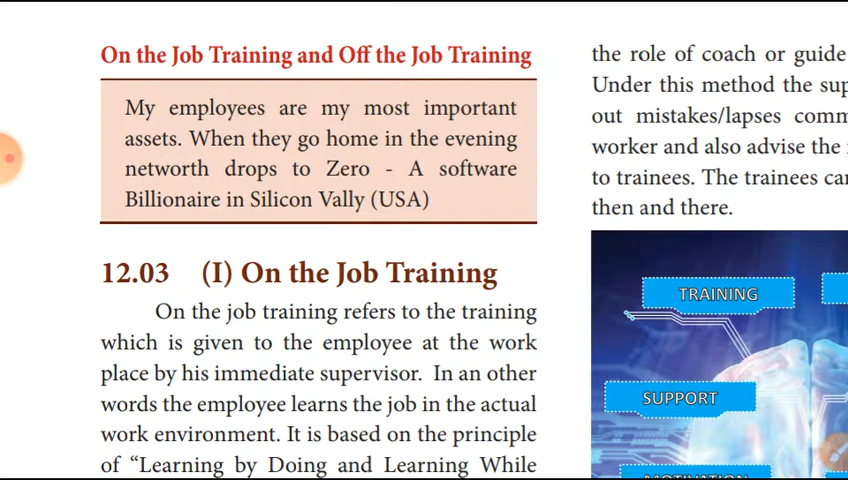 On the Job Training and Off the Job Training
My employees are my most important
assets. When they go home in the evening
networth drops to Zero - A software
Billionaire in Silicon Vally (USA)
12.03 (I) On the Job Training
On the job training refers to the training
which is given to the employee at the work
place by his immediate supervisor. In an other
words the employee learns the job in the actual
work environment. It is based on the principle
of “Learning by Doing and Learning While
the role of coach or guide
Under this method the sup
out mistakes/lapses comm
worker and also advise the
to trainees. The trainees can
then and there.
TRAINING
SUPPORT
MOTIVATION